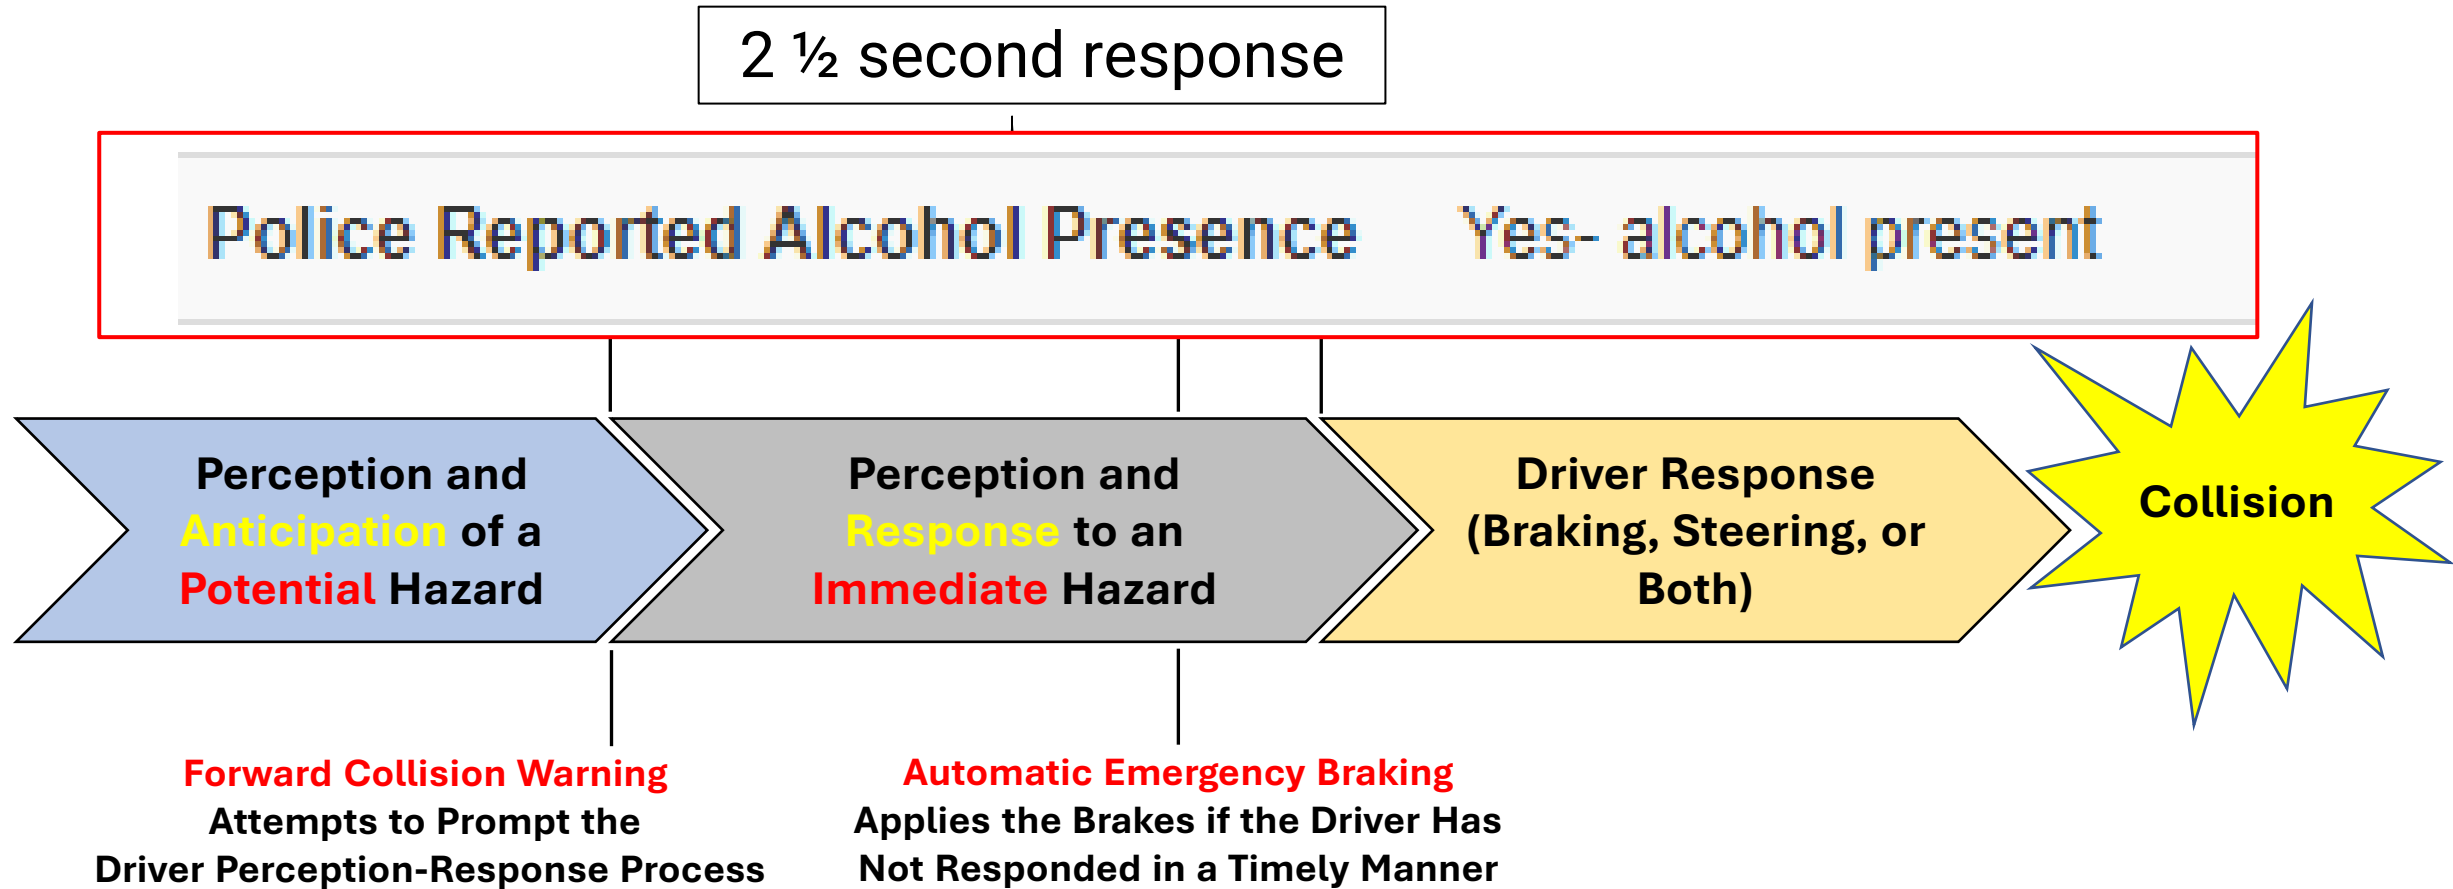 2 ½ second response
Police Reported Alcohol Presence Yes- alcohol present
Perception and
Anticipation of a
Potential Hazard
Perception and
Response to an
Immediate Hazard
Driver Response
(Braking, Steering, or
Both)
Collision
Forward Collision Warning
Attempts to Prompt the
Driver Perception-Response Process
Automatic Emergency Braking
Applies the Brakes if the Driver Has
Not Responded in a Timely Manner